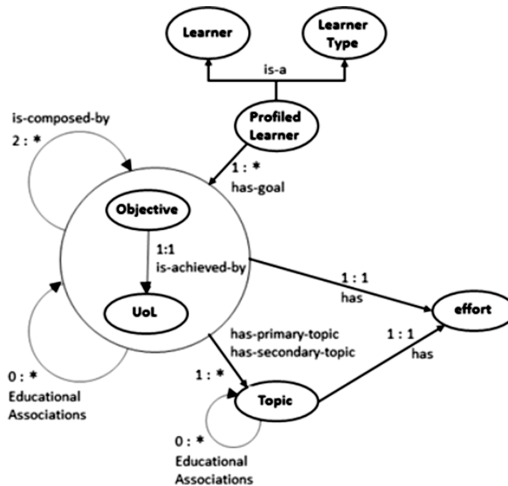 Learner
Learner
Type
is-a
Profiled
Learner
is-composed-by
2 : *
1 : *
has-goal
Objective
1:1
is-achieved-by
UoL
1 : 1
has
effort
has-primary-topic
has-secondary-topic
1 : 1
has
0 : *
Educational
Associations
1 : *
Topic
0 : *
Educational
Associations